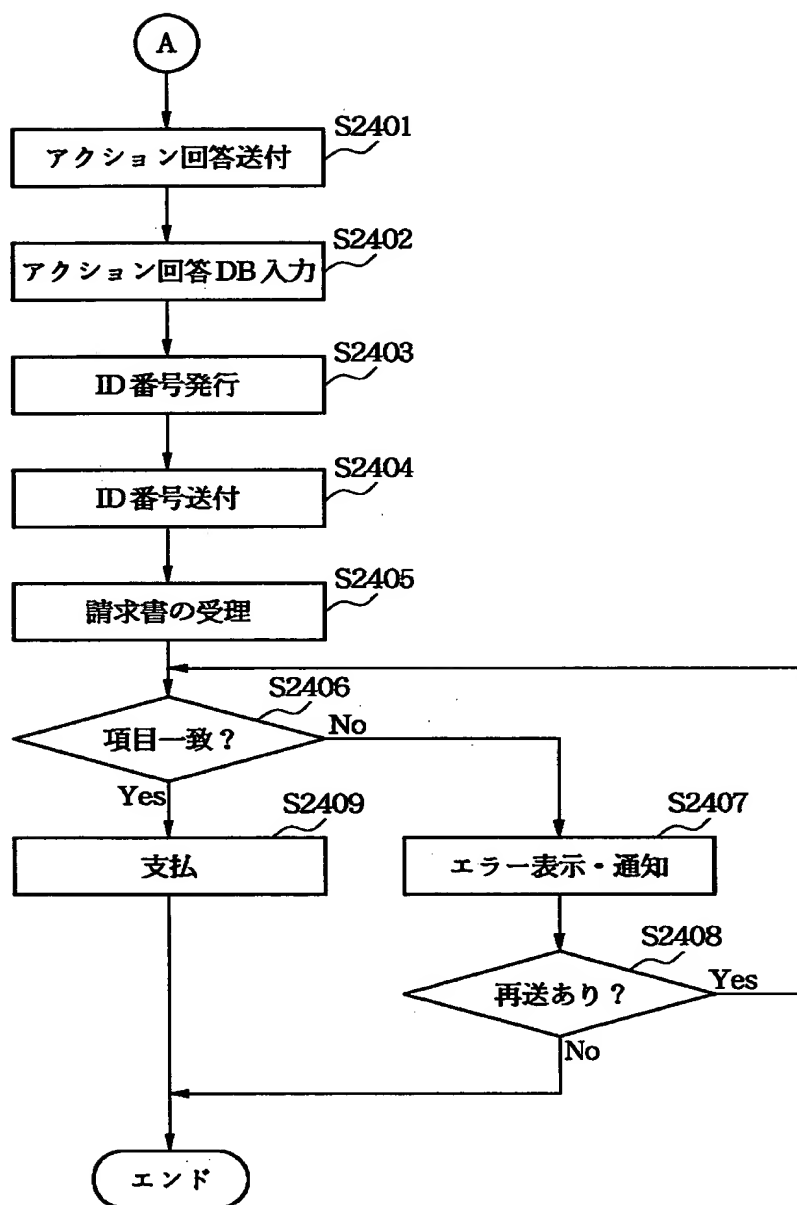 A
S2401
アクション回答送付
S2402
アクション回答DB入力
S2403
ID番号発行
S2404
ID番号送付
S2405
請求書の受理
S2406
項目一致?
No
Yes
S2409
支払
S2407
エラー表示・通知
S2408
再送あり?
Yes
No
エンド